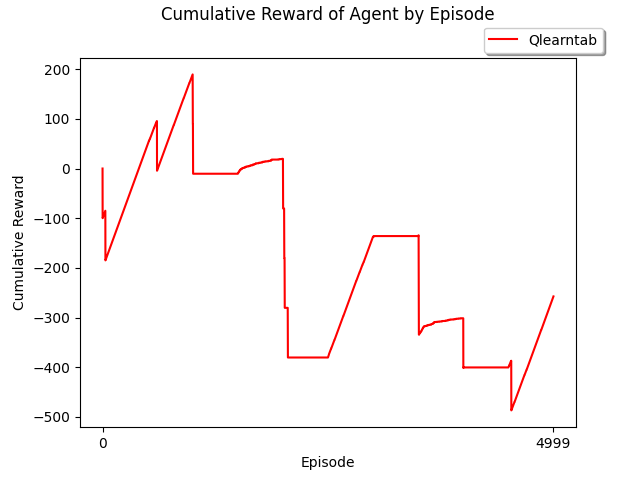 Cumulative Reward of Agent by Episode
Qlearntab
200
100
0
−100
−200
−300
−400
−500
Cumulative Reward
0
4999
Episode